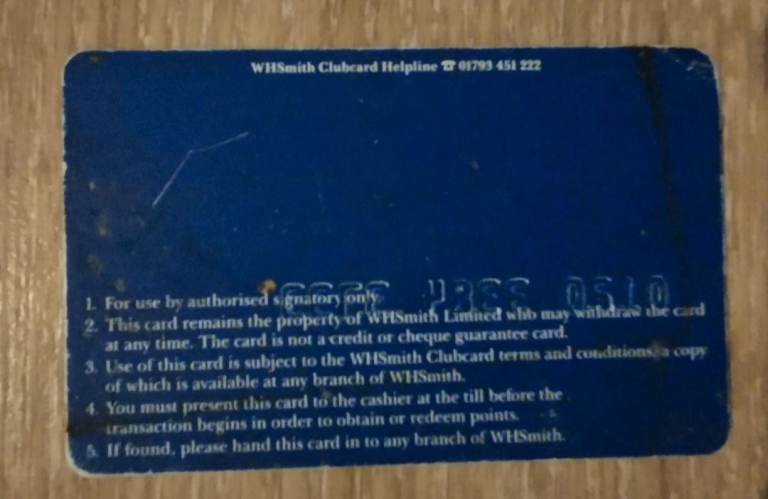 WHSmith Clubcard Helpline ☎ 01793 451 222
1. For use by authorised signatory only.
2. This card remains the property of WHSmith Limited who may withdraw the card
at any time. The card is not a credit or cheque guarantee card.
3. Use of this card is subject to the WHSmith Clubcard terms and conditions, a copy
of which is available at any branch of WHSmith.
4. You must present this card to the cashier at the till before the
transaction begins in order to obtain or redeem points.
5. If found, please hand this card in to any branch of WHSmith.